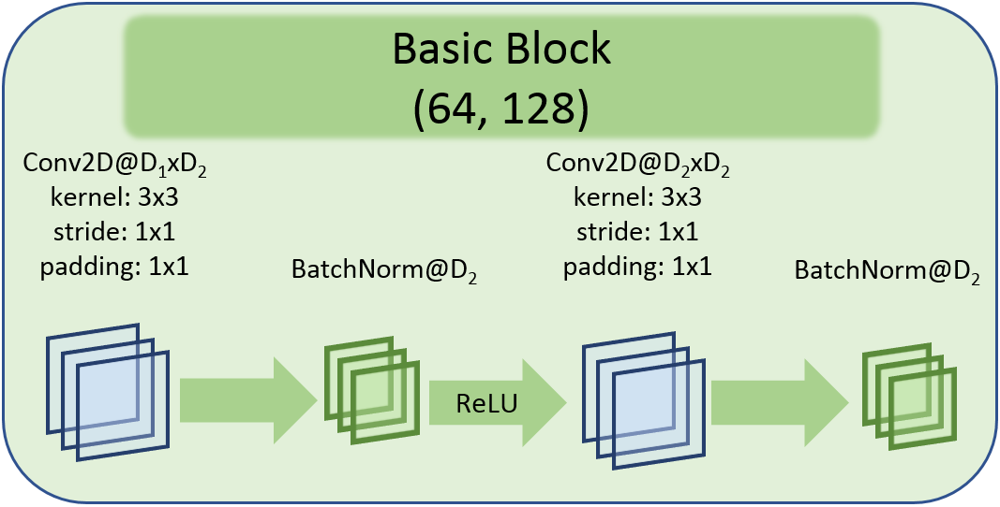 Basic Block
(64, 128)
Conv2D@D₁xD₂
kernel: 3x3
stride: 1x1
padding: 1x1
BatchNorm@D₂
Conv2D@D₂xD₂
kernel: 3x3
stride: 1x1
padding: 1x1
BatchNorm@D₂
ReLU